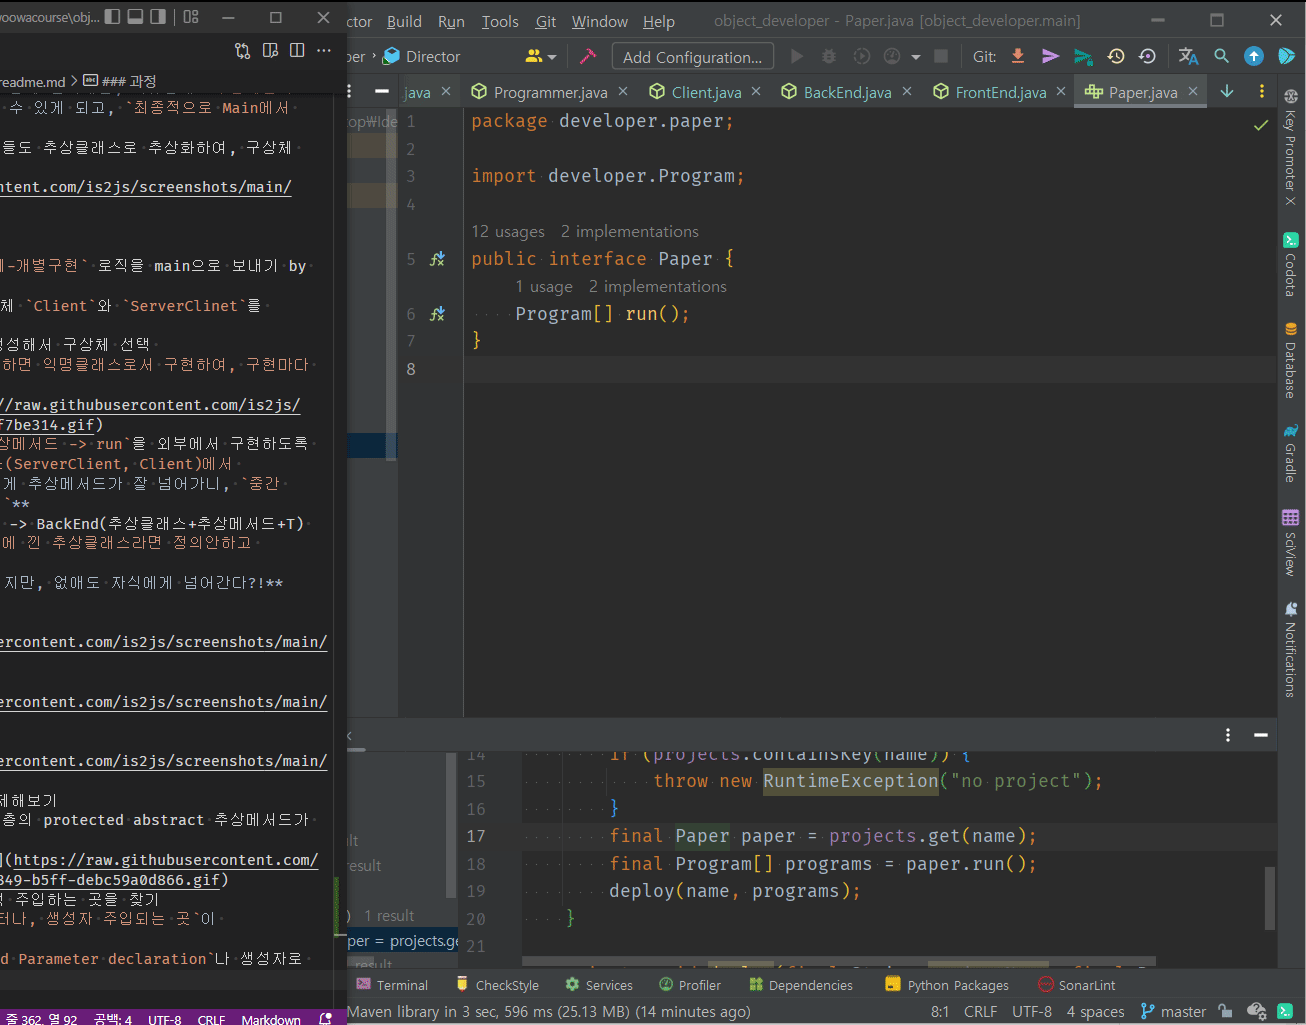 woowacourse\obj...
ctor Build Run Tools Git Window Help object_developer - Paper.java [object_developer.main]
per Director Add Configuration... Git:
readme.md > ### 과정
java Programmer.java Client.java BackEnd.java FrontEnd.java Paper.java
수 있게 되고, `최종적으로 Main에서
들도 추상클래스로 추상화하여, 구상체
ntent.com/is2js/screenshots/main/
체-개별구현` 로직을 main으로 보내기 by
체 `Client`와 `ServerClinet`를
성해서 구상체 선택
하면 익명클래스로서 구현하여, 구현마다
//raw.githubusercontent.com/is2js/
f7be314.gif)
상메서드 -> run`을 외부에서 구현하도록
(ServerClient, Client)에서
게 추상메서드가 잘 넘어가니, `중간
`**
-> BackEnd(추상클래스+추상메서드+T)
에 낀 추상클래스라면 정의안하고
지만, 없애도 자식에게 넘어간다?!**
ercontent.com/is2js/screenshots/main/
ercontent.com/is2js/screenshots/main/
ercontent.com/is2js/screenshots/main/
제해보기
층의 protected abstract 추상메서드가
](https://raw.githubusercontent.com/
849-b5ff-debc59a0d866.gif)
주입하는 곳을 찾기
터나, 생성자 주입되는 곳`이
d Parameter declaration`나 생성자로
줄 362, 열 92 공백: 4 UTF-8 CRLF Markdown
top\Ide
1 package developer.paper;
2
3 import developer.Program;
4
12 usages 2 implementations
5 public interface Paper {
1 usage 2 implementations
6 Program[] run();
7 }
8
Key Promoter X
Codota
Database
Gradle
SciView
Notifications
14 if (projects.containsKey(name)) {
15 throw new RuntimeException("no project");
16 }
17 final Paper paper = projects.get(name);
18 final Program[] programs = paper.run();
19 deploy(name, programs);
20 }
21
lt
result
) 1 result
per = projects.ge
result
Terminal CheckStyle Services Profiler Dependencies Python Packages SonarLint
Maven library in 3 sec, 596 ms (25.13 MB) (14 minutes ago) 8:1 CRLF UTF-8 4 spaces master